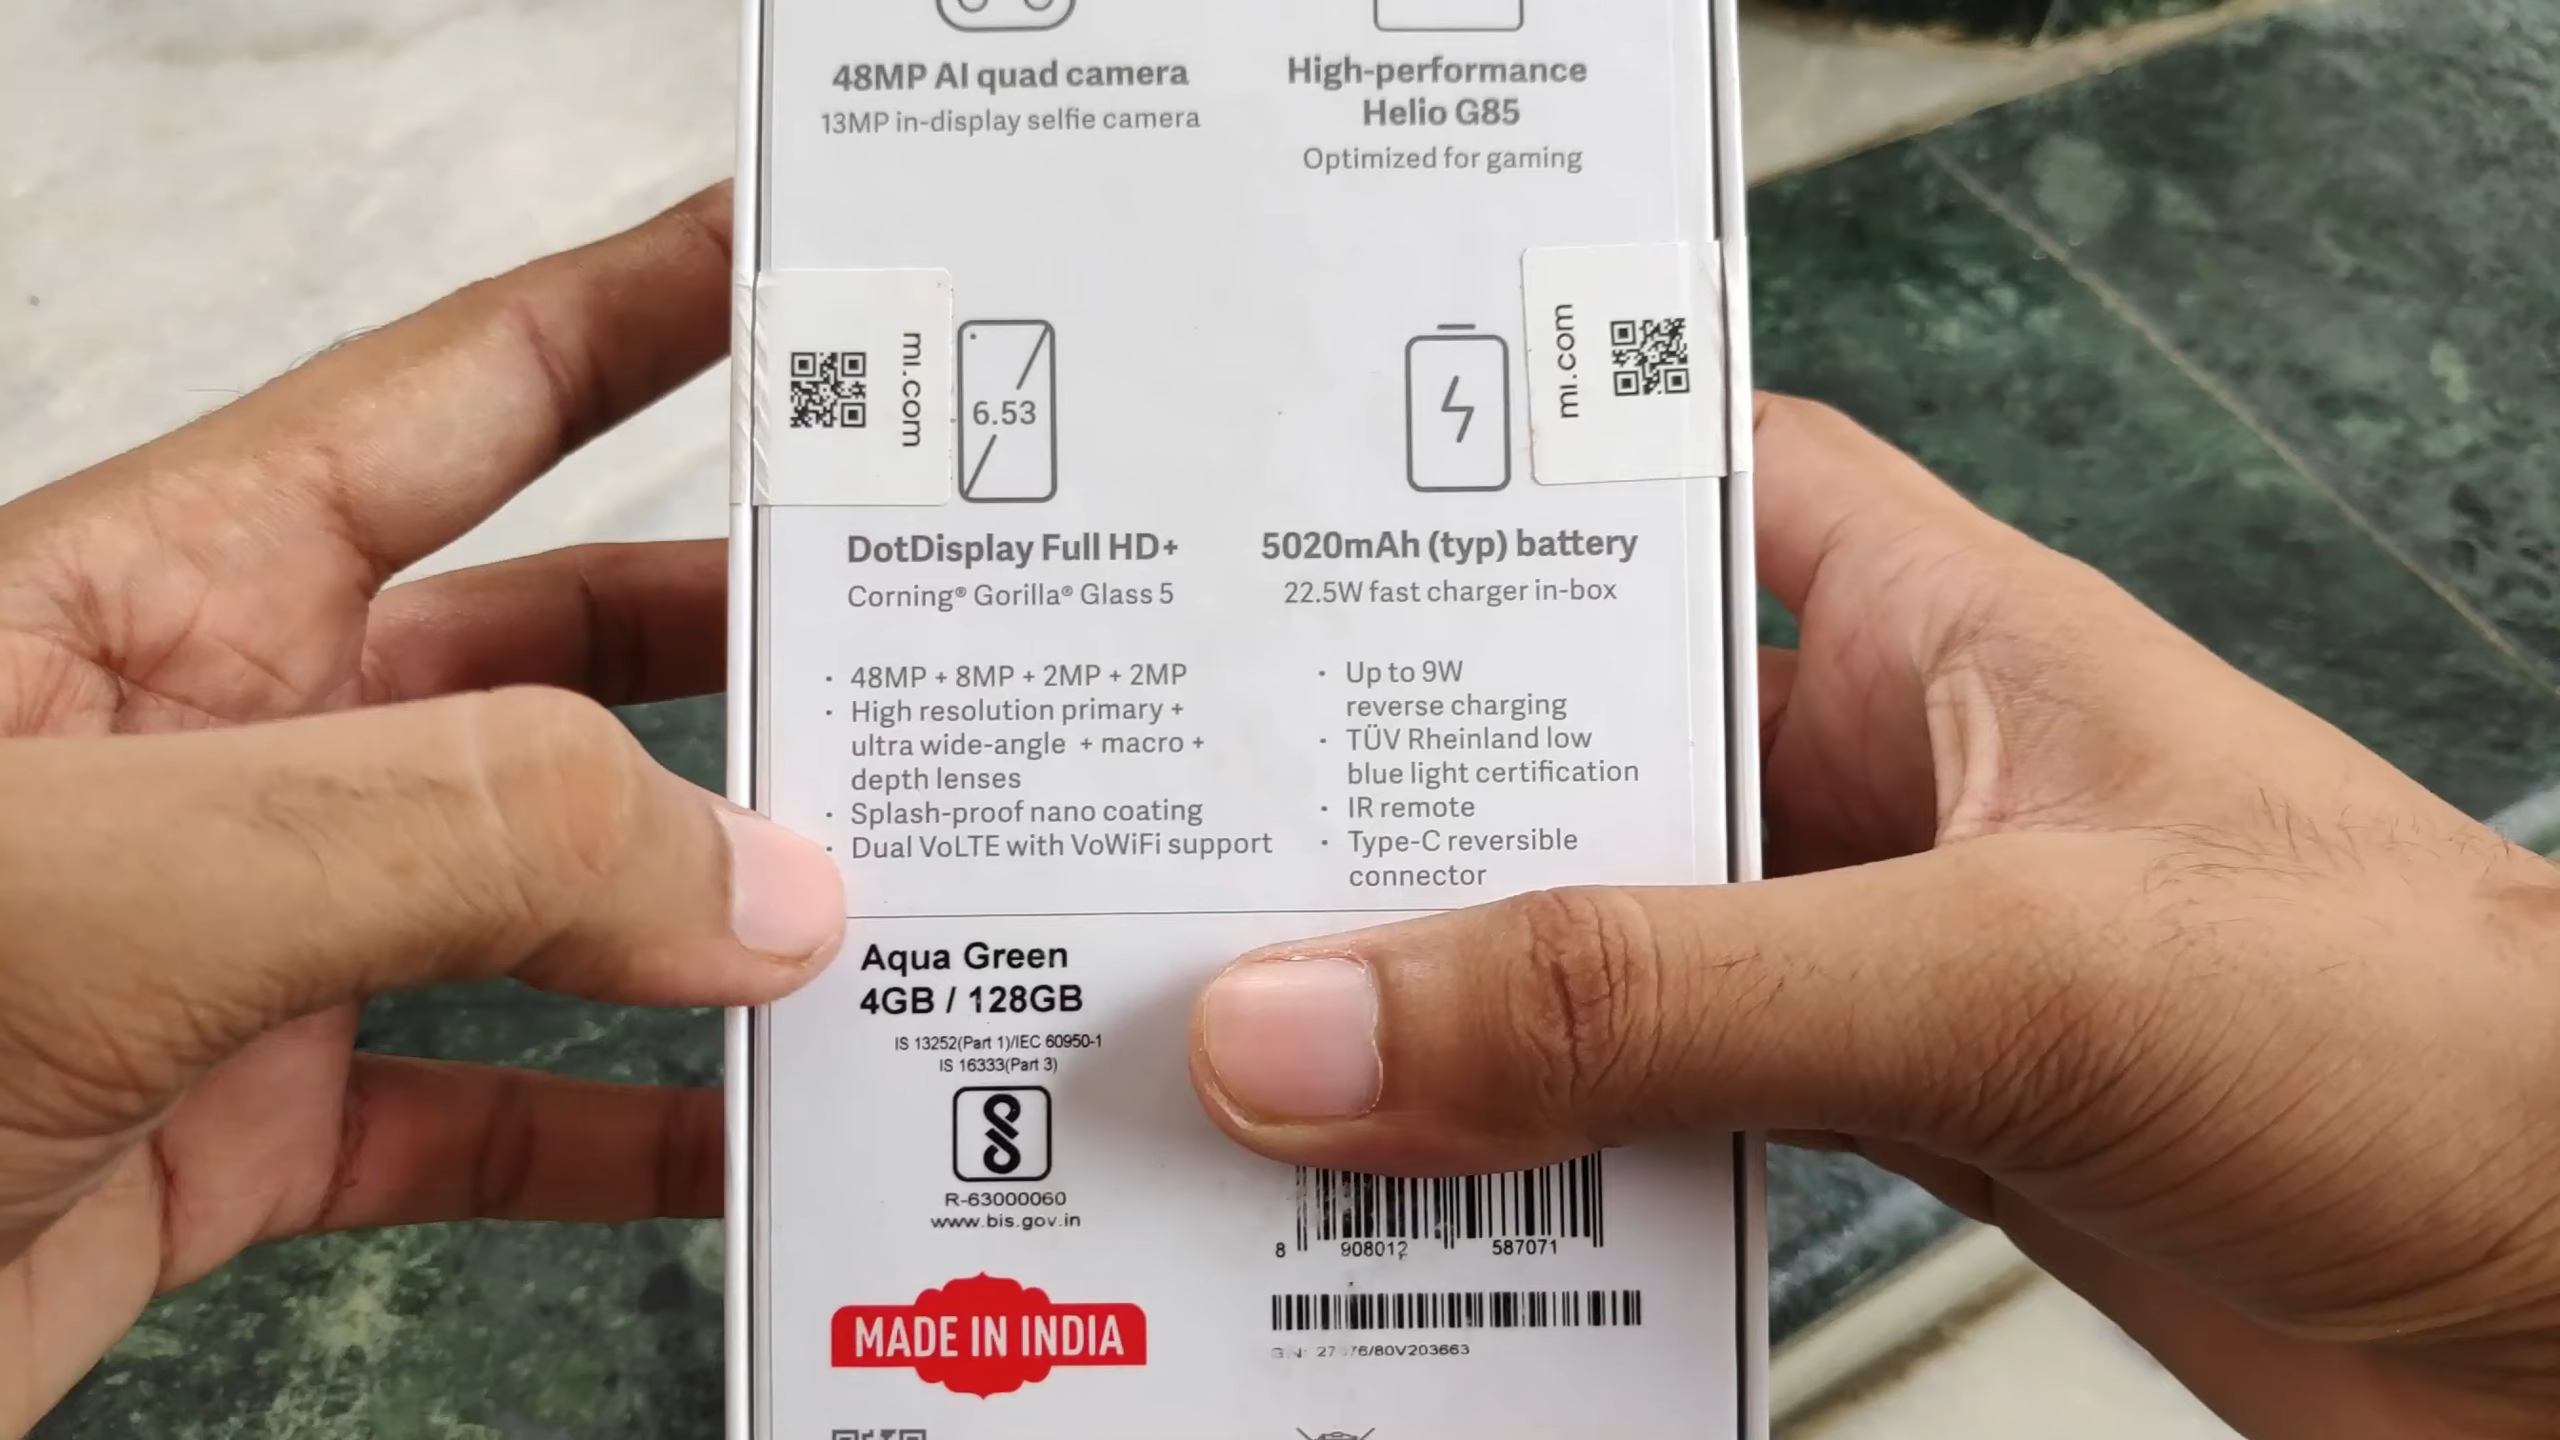 48MP AI quad camera
13MP in-display selfie camera
High-performance
Helio G85
Optimized for gaming
mi.com
6.53
mi.com
DotDisplay Full HD+
Corning® Gorilla® Glass 5
5020mAh (typ) battery
22.5W fast charger in-box
· 48MP + 8MP + 2MP + 2MP
· High resolution primary +
ultra wide-angle + macro +
depth lenses
· Splash-proof nano coating
· Dual VoLTE with VoWiFi support
· Up to 9W
reverse charging
· TÜV Rheinland low
blue light certification
· IR remote
· Type-C reversible
connector
Aqua Green
4GB / 128GB
IS 13252(Part 1)/IEC 60950-1
IS 16333(Part 3)
R-63000060
www.bis.gov.in
8 908012 587071
MADE IN INDIA